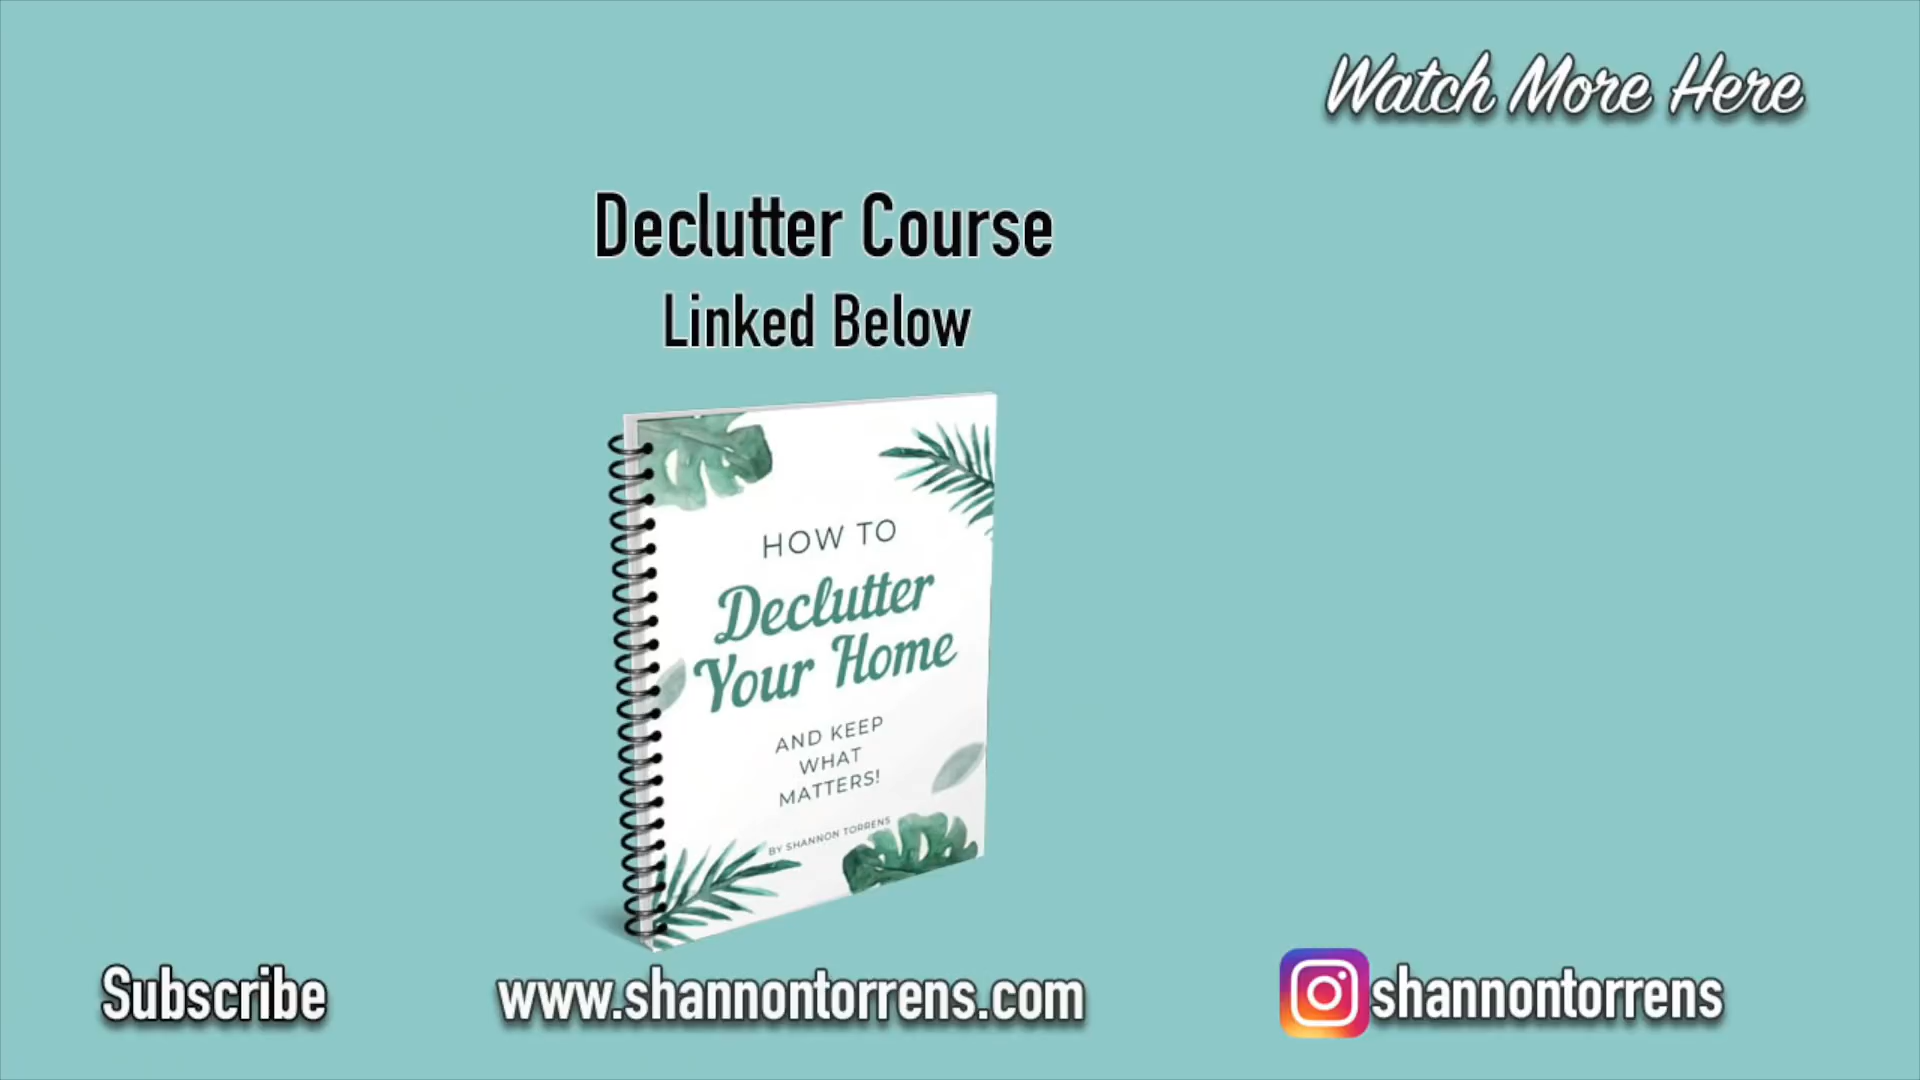 Watch More Here
Declutter Course
Linked Below
HOW TO
Declutter
Your Home
AND KEEP
WHAT
MATTERS!
BY SHANNON TORRENS
Subscribe
www.shannontorrens.com
shannontorrens